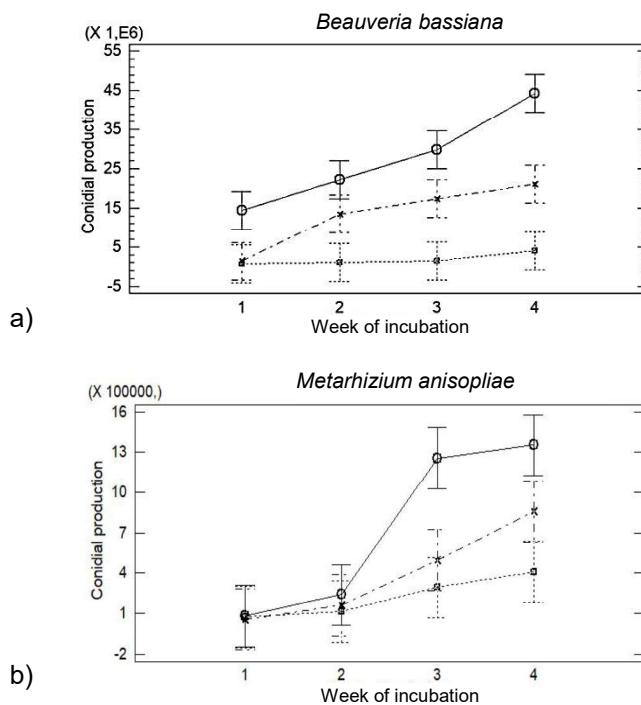 Beauveria bassiana
(X 1,E6)
55
45
35
25
15
5
-5
Conidial production
1 2 3 4
Week of incubation
a)
Metarhizium anisopliae
(X 100000,)
16
13
10
7
4
1
-2
Conidial production
1 2 3 4
Week of incubation
b)